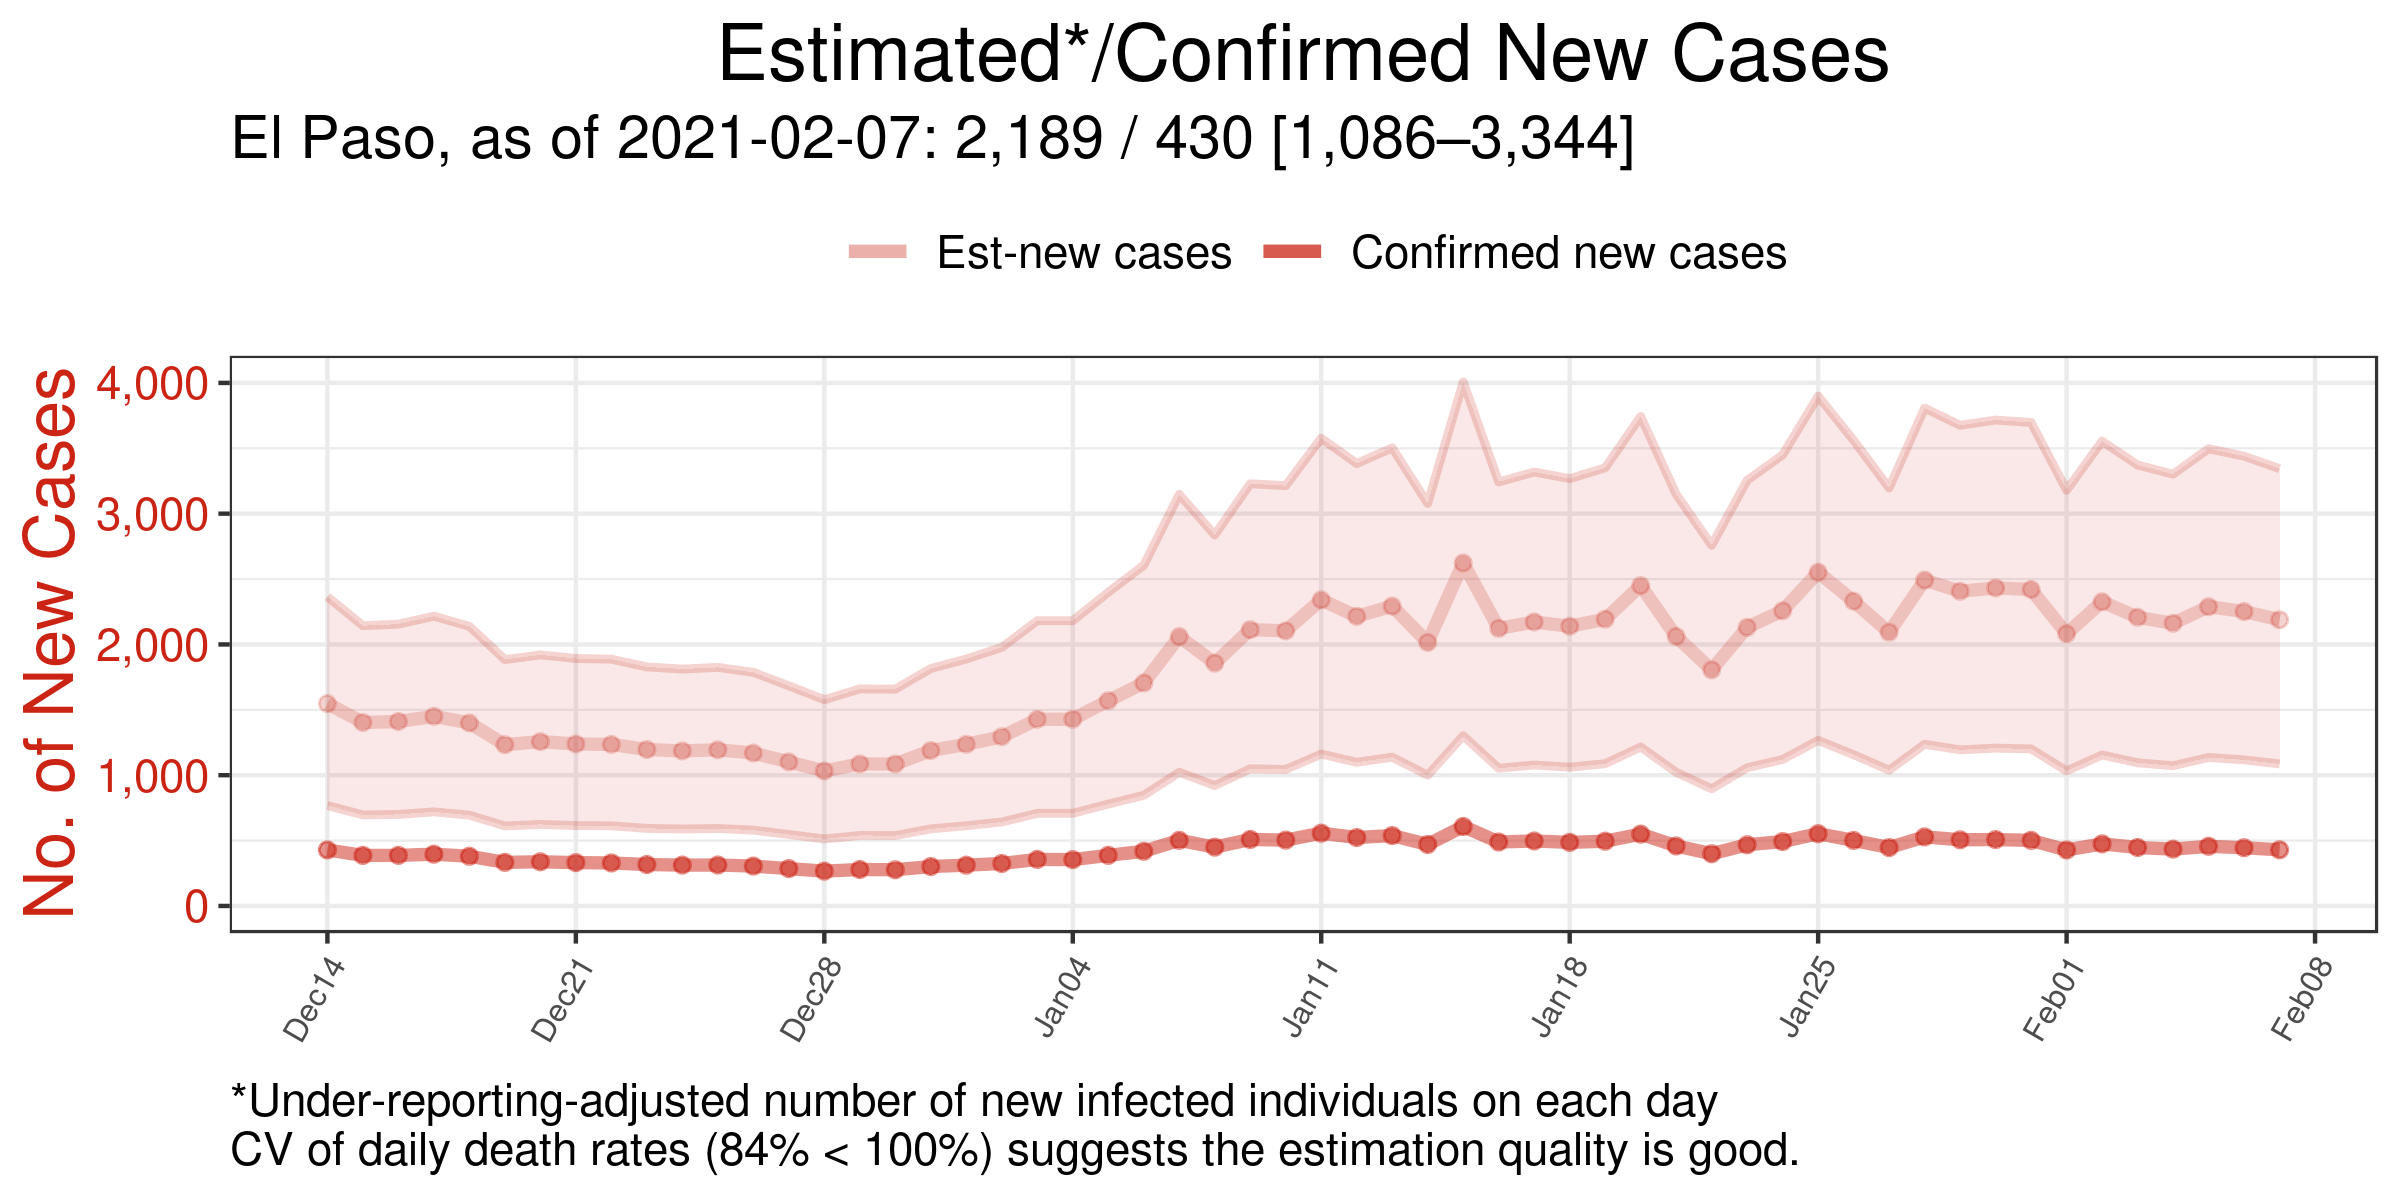 Estimated*/Confirmed New Cases
El Paso, as of 2021-02-07: 2,189 / 430 [1,086–3,344]
Est-new cases Confirmed new cases
No. of New Cases
4,000
3,000
2,000
1,000
0
Dec14 Dec21 Dec28 Jan04 Jan11 Jan18 Jan25 Feb01 Feb08
*Under-reporting-adjusted number of new infected individuals on each day
CV of daily death rates (84% < 100%) suggests the estimation quality is good.